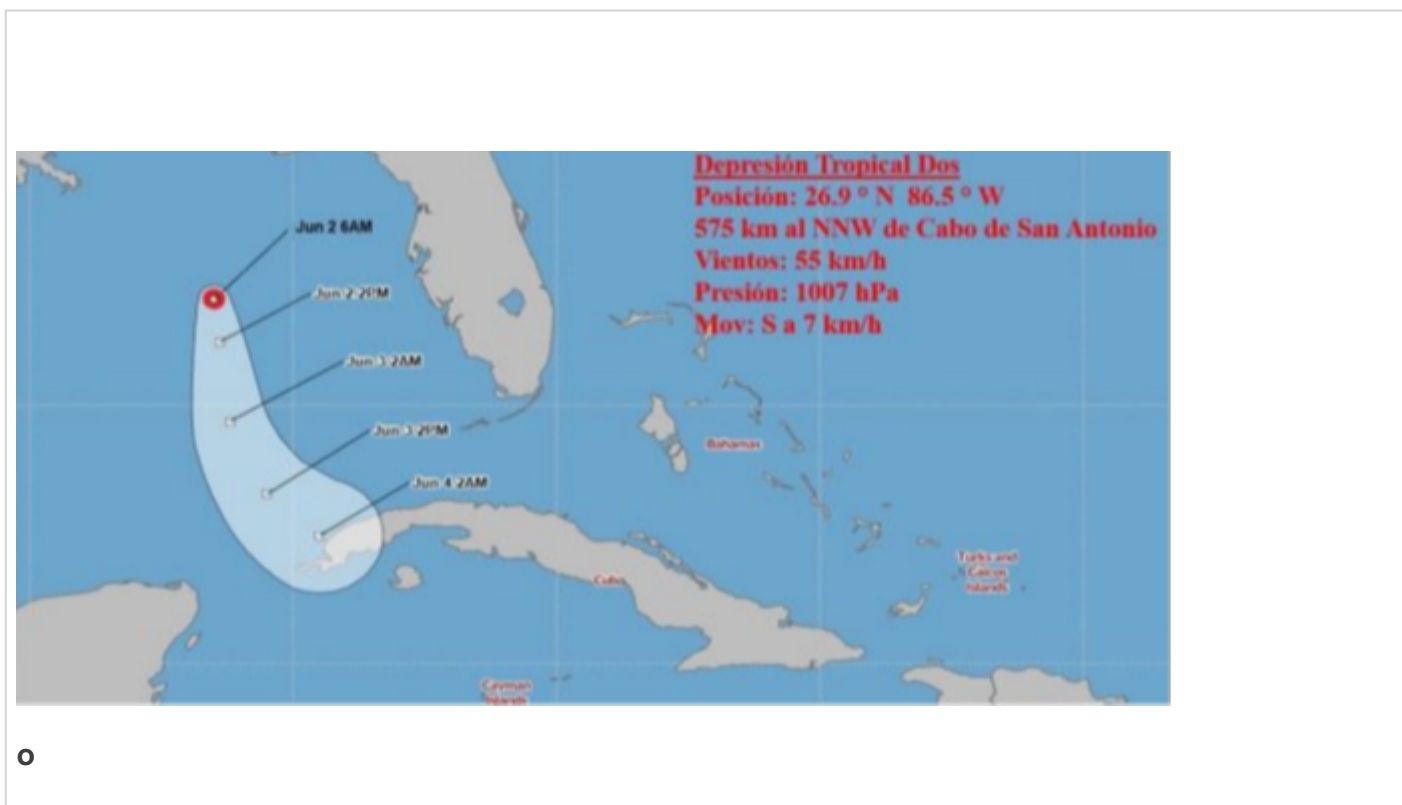 Depresión Tropical Dos
Posición: 26.9 ° N 86.5 ° W
575 km al NNW de Cabo de San Antonio
Vientos: 55 km/h
Presión: 1007 hPa
Mov: S a 7 km/h
FL
Jun 2 6AM
Jun 2 2PM
Jun 3 2AM
Jun 3 2PM
Jun 4 2AM
Bahamas
Turks and
Caicos
Islands
Cuba
Cayman
Islands
o